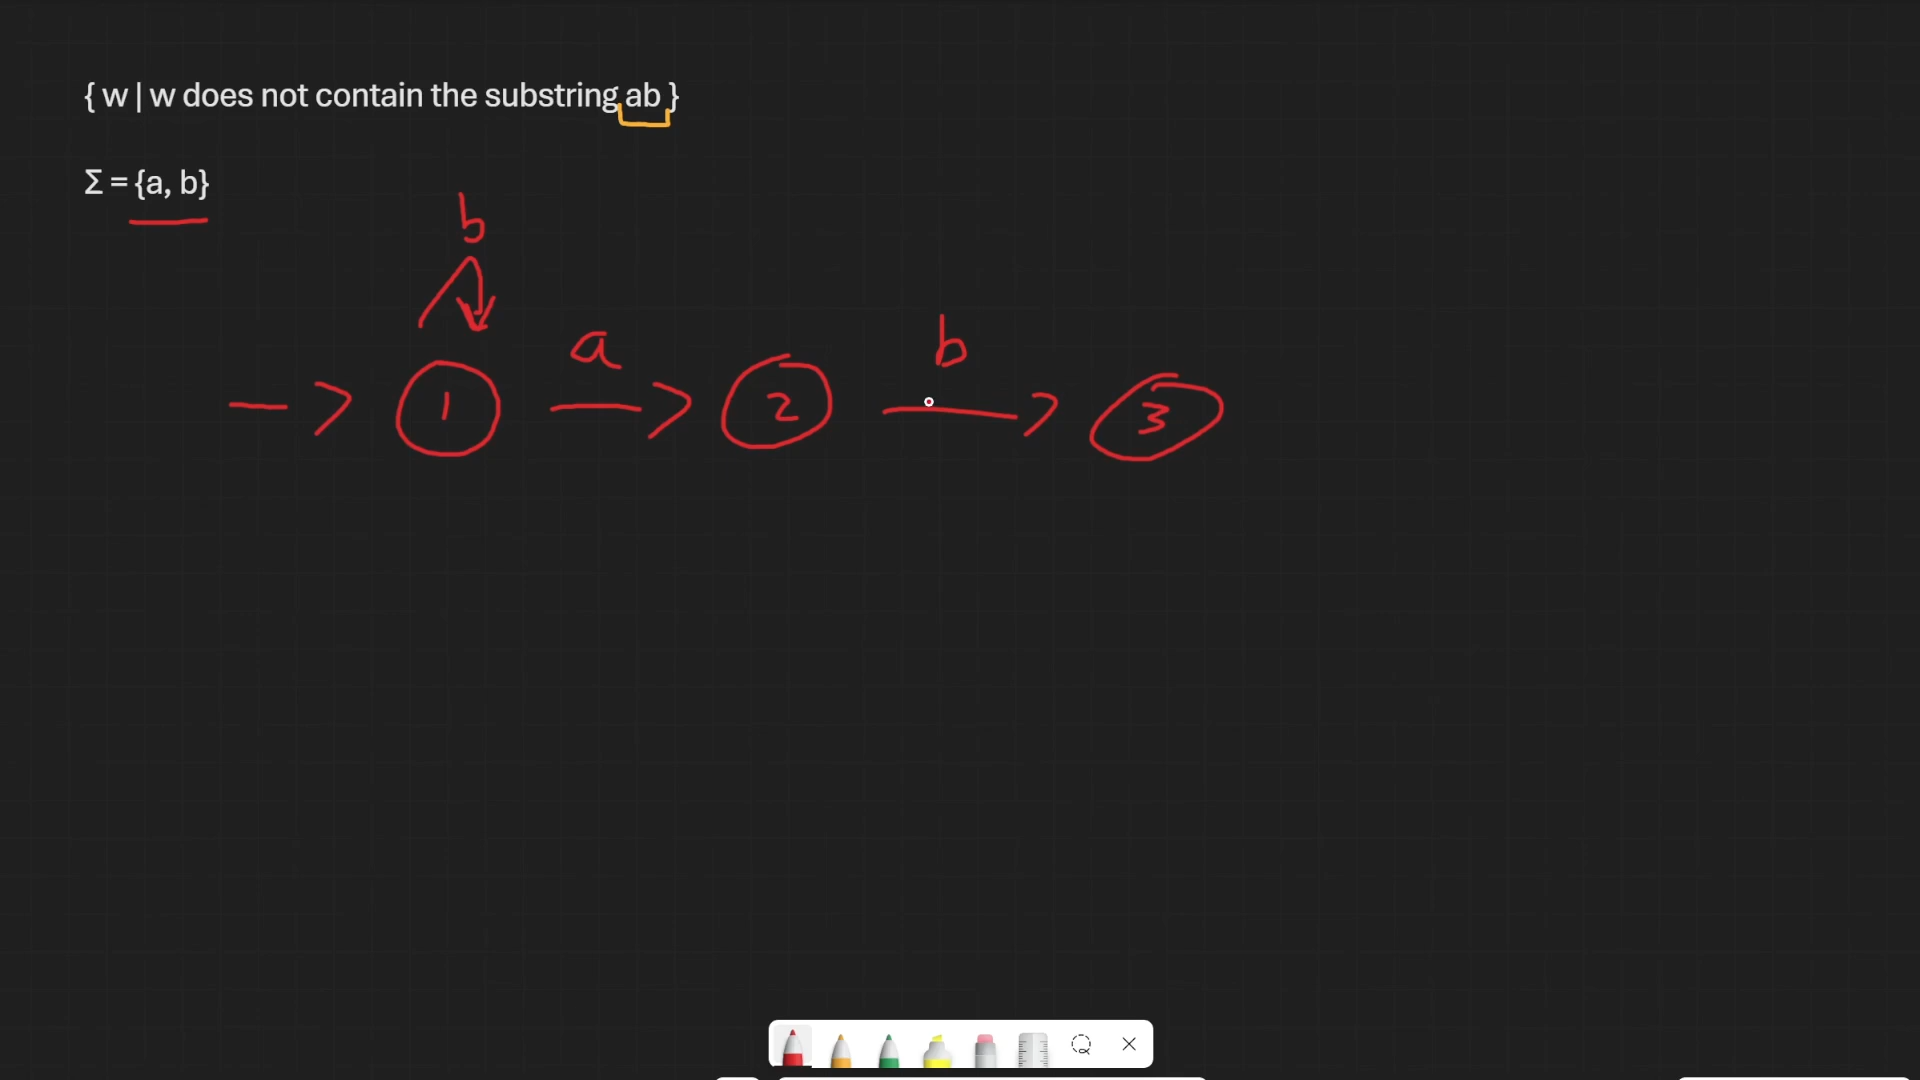 { w | w does not contain the substring ab }
Σ = {a, b}
b
a
b
1
2
3